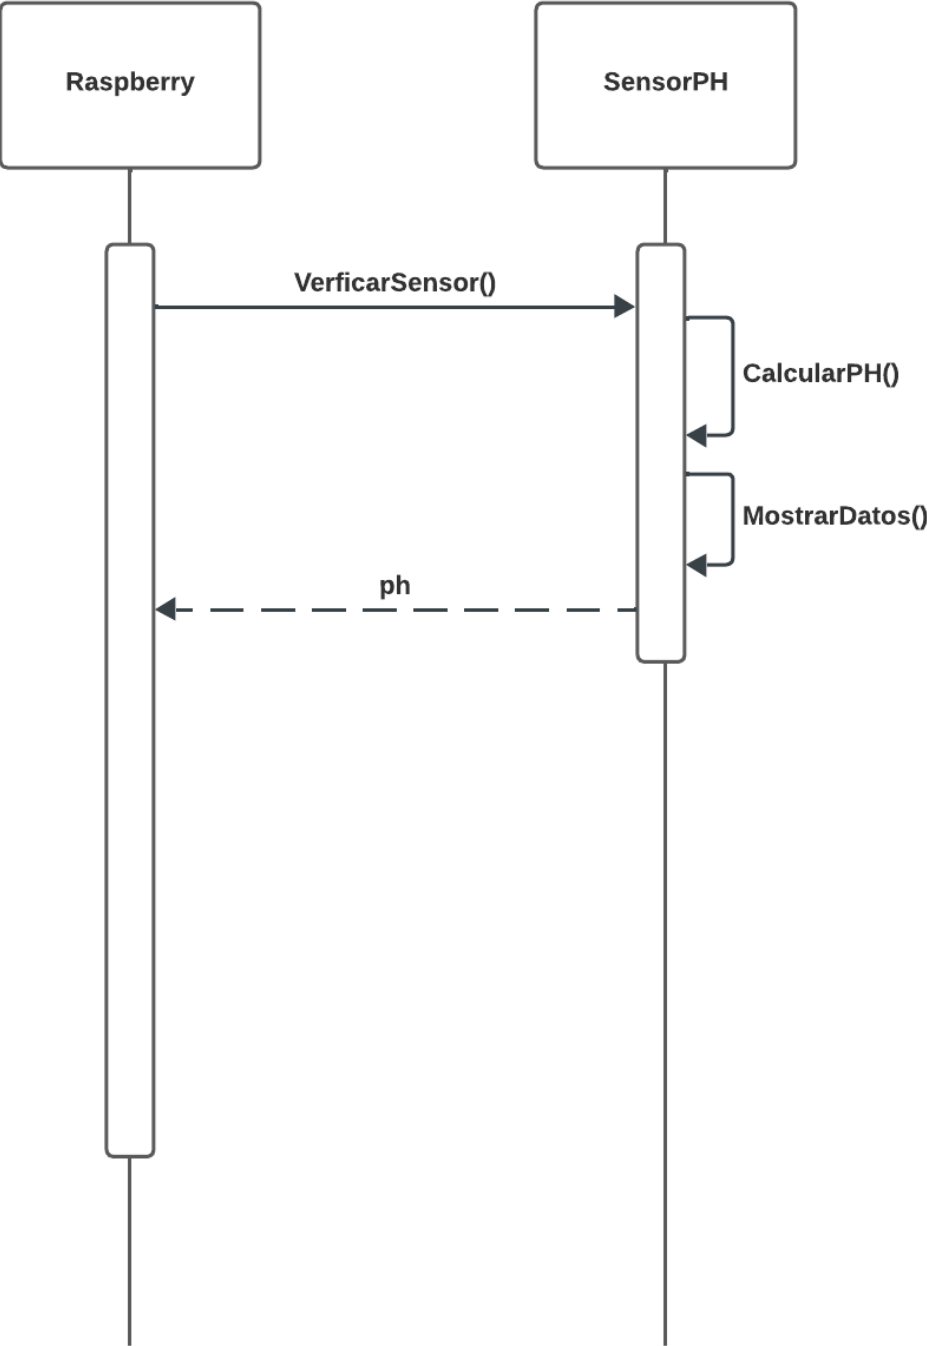 Raspberry
SensorPH
VerficarSensor()
CalcularPH()
MostrarDatos()
ph